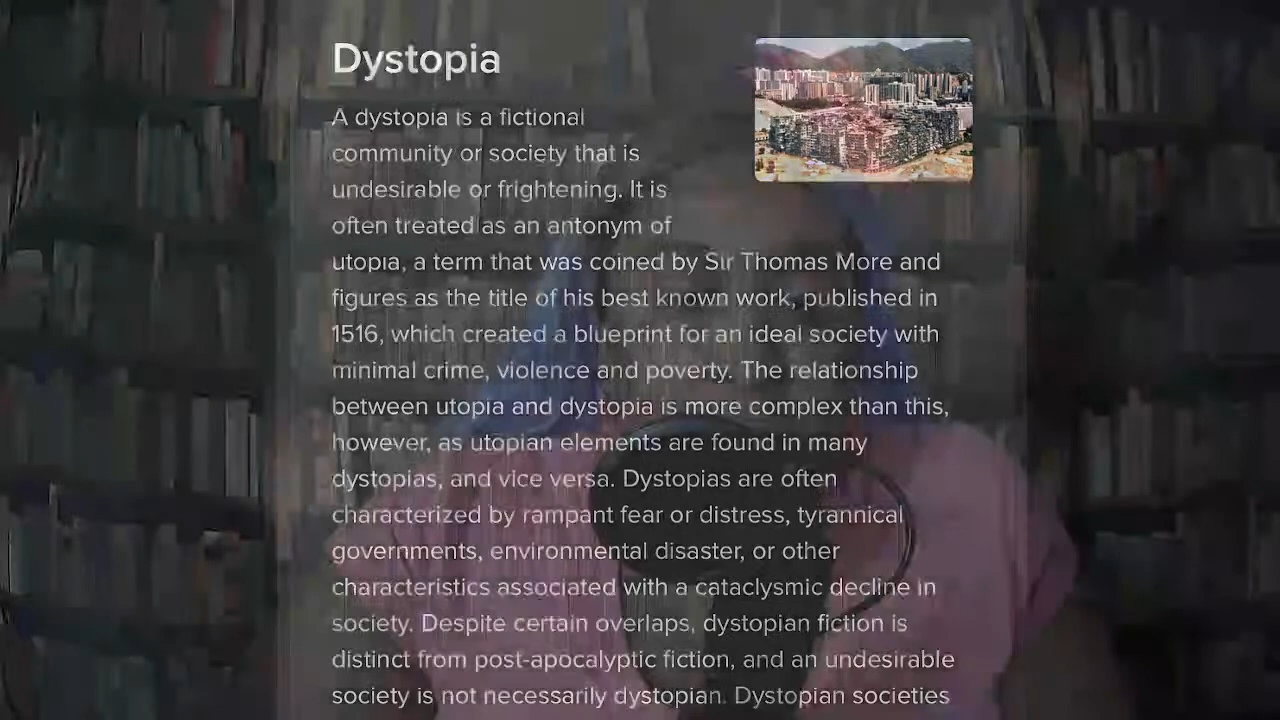 Dystopia
A dystopia is a fictional
community or society that is
undesirable or frightening. It is
often treated as an antonym of
utopia, a term that was coined by Sir Thomas More and
figures as the title of his best known work, published in
1516, which created a blueprint for an ideal society with
minimal crime, violence and poverty. The relationship
between utopia and dystopia is more complex than this,
however, as utopian elements are found in many
dystopias, and vice versa. Dystopias are often
characterized by rampant fear or distress, tyrannical
governments, environmental disaster, or other
characteristics associated with a cataclysmic decline in
society. Despite certain overlaps, dystopian fiction is
distinct from post-apocalyptic fiction, and an undesirable
society is not necessarily dystopian. Dystopian societies